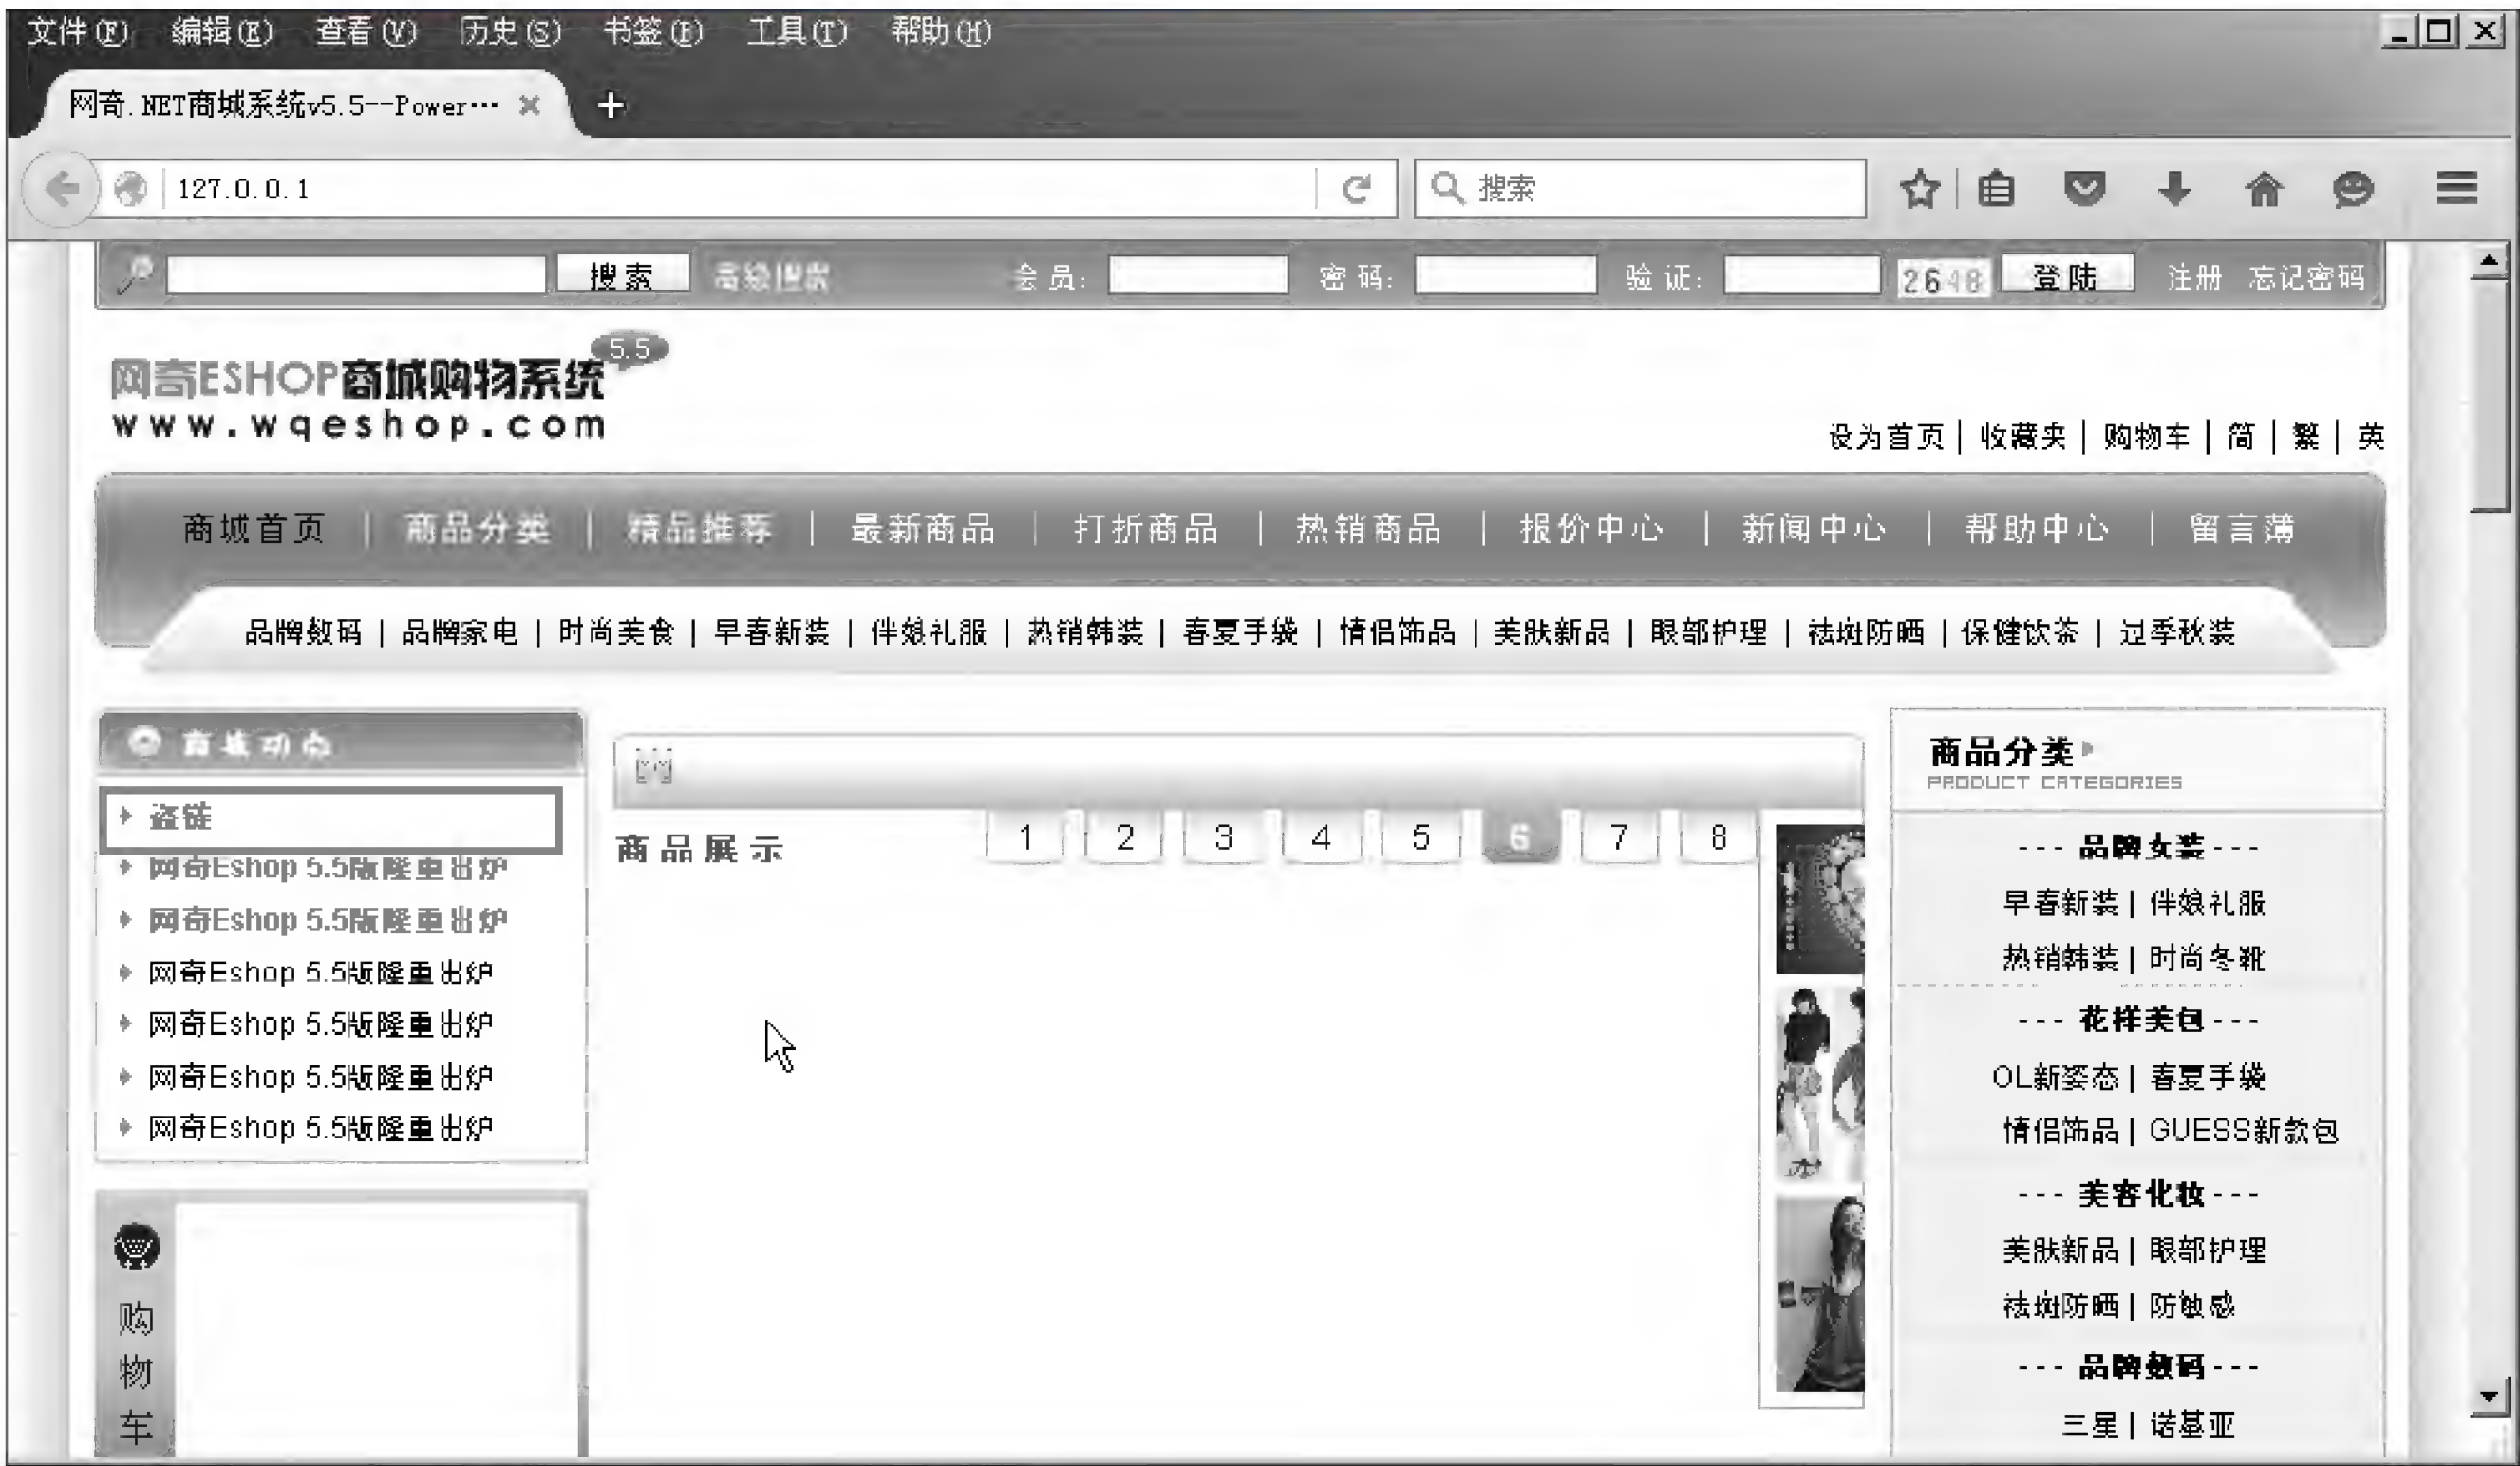 文件(F) 编辑(E) 查看(V) 历史(S) 书签(B) 工具(T) 帮助(H)
网奇.NET商城系统v5.5--Power…
127.0.0.1 搜索
搜索 高级搜索 会员: 密码: 验证: 2648 登陆 注册 忘记密码
5.5
网奇ESHOP商城购物系统
www.wqeshop.com
设为首页 | 收藏夹 | 购物车 | 简 | 繁 | 英
商城首页 | 商品分类 | 精品推荐 | 最新商品 | 打折商品 | 热销商品 | 报价中心 | 新闻中心 | 帮助中心 | 留言薄
品牌数码 | 品牌家电 | 时尚美食 | 早春新装 | 伴娘礼服 | 热销韩装 | 春夏手袋 | 情侣饰品 | 美肤新品 | 眼部护理 | 祛斑防晒 | 保健饮茶 | 过季秋装
商城动态
盗链
网奇Eshop 5.5版隆重出炉
网奇Eshop 5.5版隆重出炉
网奇Eshop 5.5版隆重出炉
网奇Eshop 5.5版隆重出炉
网奇Eshop 5.5版隆重出炉
网奇Eshop 5.5版隆重出炉
购
物
车
商品展示
1 2 3 4 5 6 7 8
商品分类
PRODUCT CATEGORIES
--- 品牌女装 ---
早春新装 | 伴娘礼服
热销韩装 | 时尚冬靴
--- 花样美包 ---
OL新姿态 | 春夏手袋
情侣饰品 | GUESS新款包
--- 美容化妆 ---
美肤新品 | 眼部护理
祛斑防晒 | 防敏感
--- 品牌数码 ---
三星 | 诺基亚